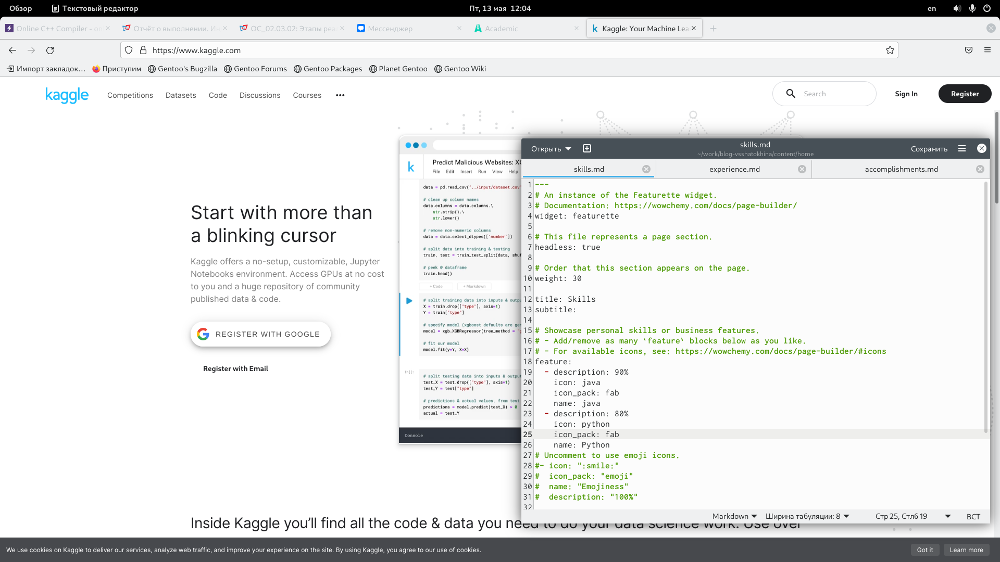 Обзор
Текстовый редактор
Пт, 13 мая 12:04
en
Online C++ Compiler - on
Отчёт о выполнении. Ин
ОС_02.03.02: Этапы реа
Мессенджер
Academic
Kaggle: Your Machine Lea
https://www.kaggle.com
Импорт закладок…
Приступим
Gentoo's Bugzilla
Gentoo Forums
Gentoo Packages
Planet Gentoo
Gentoo Wiki
kaggle
Competitions
Datasets
Code
Discussions
Courses
•••
Search
Sign In
Register
Start with more than
a blinking cursor
Kaggle offers a no-setup, customizable, Jupyter
Notebooks environment. Access GPUs at no cost
to you and a huge repository of community
published data & code.
REGISTER WITH GOOGLE
Register with Email
k
Predict Malicious Websites: XG
File Edit Insert Run View Help
data = pd.read_csv("../input/dataset.csv"
# clean up column names
data.columns = data.columns.\
str.strip().\
str.lower()
# remove non-numeric columns
data = data.select_dtypes(['number'])
# split data into training & testing
train, test = train_test_split(data, shuf
# peek @ dataframe
train.head()
+ Code
+ Markdown
# split training data into inputs & outpu
X = train.drop(["type"], axis=1)
Y = train["type"]
# specify model (xgboost defaults are gen
model = xgb.XGBRegressor(tree_method = "g
# fit our model
model.fit(y=Y, X=X)
In[]:
# split testing data into inputs & output
test_X = test.drop(["type"], axis=1)
test_Y = test["type"]
# predictions & actual values, from test
predictions = model.predict(test_X) > 0
actual = test_Y
Console
Открыть
skills.md
~/work/blog-vsshatokhina/content/home
Сохранить
skills.md
experience.md
accomplishments.md
1 ---
2 # An instance of the Featurette widget.
3 # Documentation: https://wowchemy.com/docs/page-builder/
4 widget: featurette
5
6 # This file represents a page section.
7 headless: true
8
9 # Order that this section appears on the page.
10 weight: 30
11
12 title: Skills
13 subtitle:
14
15 # Showcase personal skills or business features.
16 # - Add/remove as many `feature` blocks below as you like.
17 # - For available icons, see: https://wowchemy.com/docs/page-builder/#icons
18 feature:
19 - description: 90%
20 icon: java
21 icon_pack: fab
22 name: java
23 - description: 80%
24 icon: python
25 icon_pack: fab
26 name: Python
27 # Uncomment to use emoji icons.
28 #- icon: ":smile:"
29 # icon_pack: "emoji"
30 # name: "Emojiness"
31 # description: "100%"
32
Markdown
Ширина табуляции: 8
Стр 25, Стлб 19
ВСТ
Inside Kaggle you'll find all the code & data you need to do your data science work. Use over
We use cookies on Kaggle to deliver our services, analyze web traffic, and improve your experience on the site. By using Kaggle, you agree to our use of cookies.
Got it
Learn more